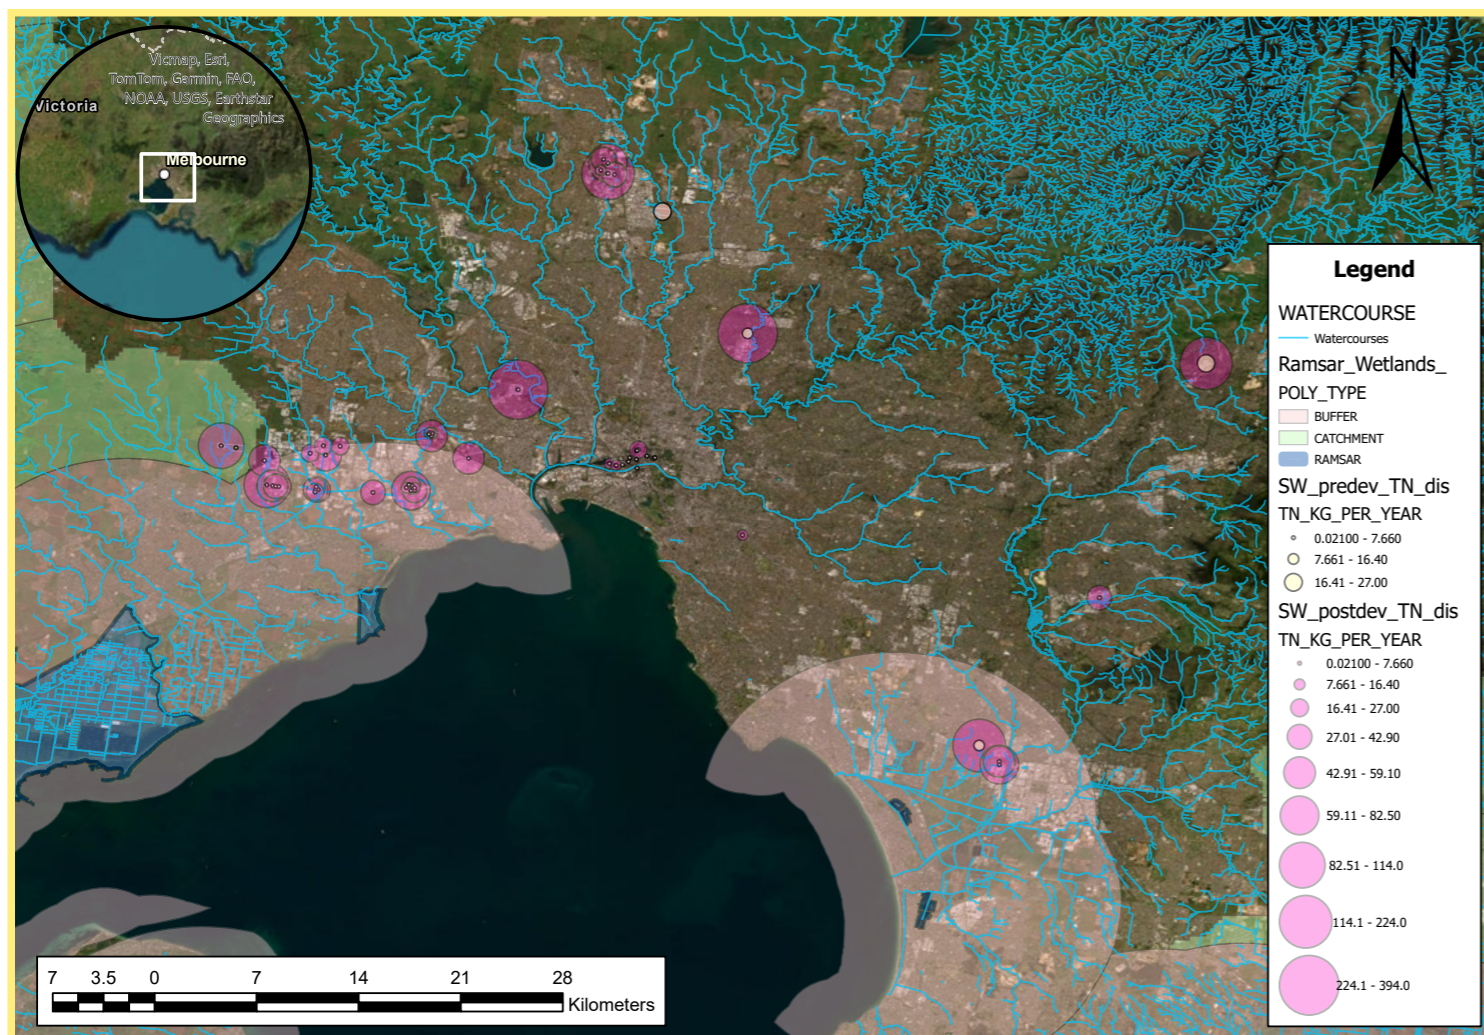 Vicmap, Esri,
TomTom, Garmin, FAO,
NOAA, USGS, Earthstar
Geographics
Victoria
Melbourne
N
Legend
WATERCOURSE
Watercourses
Ramsar_Wetlands_
POLY_TYPE
BUFFER
CATCHMENT
RAMSAR
SW_predev_TN_dis
TN_KG_PER_YEAR
0.02100 - 7.660
7.661 - 16.40
16.41 - 27.00
SW_postdev_TN_dis
TN_KG_PER_YEAR
0.02100 - 7.660
7.661 - 16.40
16.41 - 27.00
27.01 - 42.90
42.91 - 59.10
59.11 - 82.50
82.51 - 114.0
114.1 - 224.0
224.1 - 394.0
7 3.5 0 7 14 21 28
Kilometers